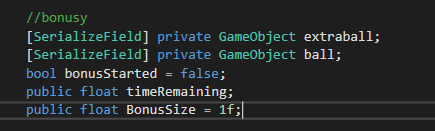 //bonusy
[SerializeField] private GameObject extraball;
[SerializeField] private GameObject ball;
bool bonusStarted = false;
public float timeRemaining;
public float BonusSize = 1f;